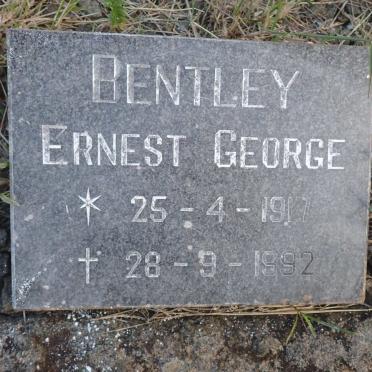 BENTLEY
ERNEST GEORGE
* 25-4-1917
† 28-9-1992